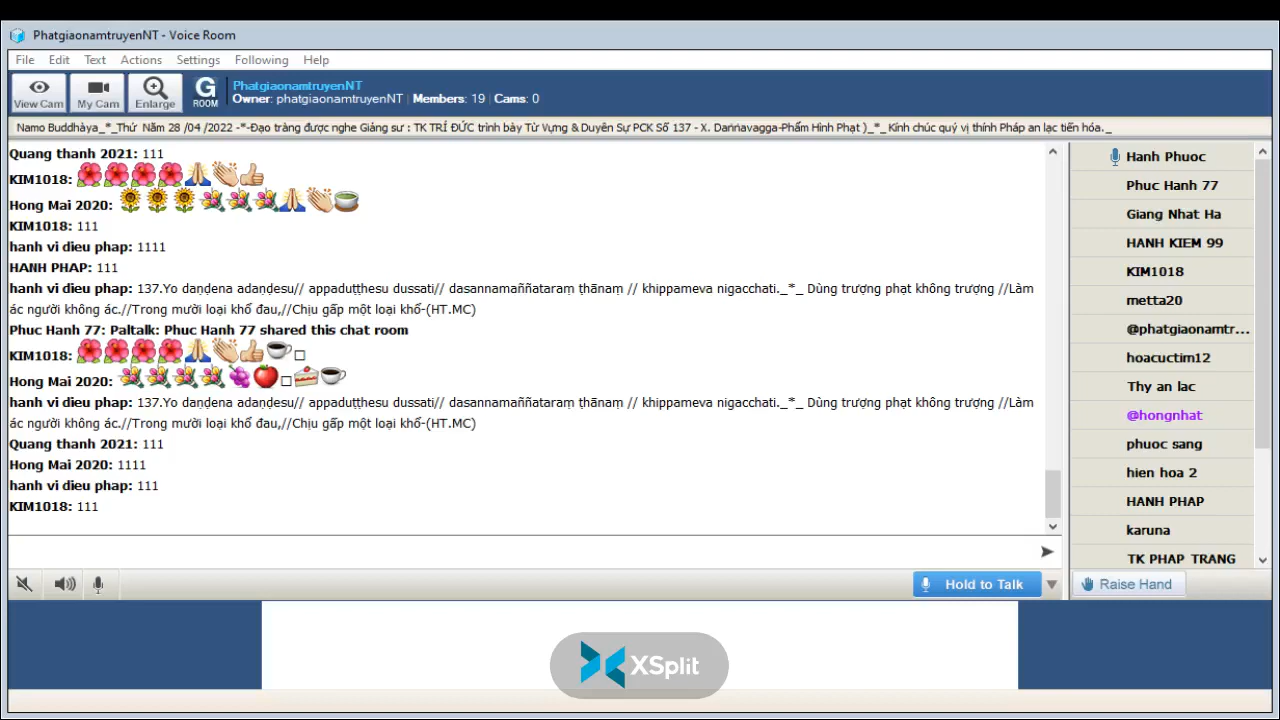 PhatgiaonamtruyenNT - Voice Room
File Edit Text Actions Settings Following Help
View Cam My Cam Enlarge G ROOM
PhatgiaonamtruyenNT
Owner: phatgiaonamtruyenNT | Members: 19 | Cams: 0
Namo Buddhàya_*_Thứ Năm 28 /04 /2022 -*-Đạo tràng được nghe Giảng sư : TK TRÍ ĐỨC trình bày Từ Vựng & Duyên Sự PCK Số 137 - X. Daṇṇavagga-Phẩm Hình Phạt )_*_ Kính chúc quý vị thính Pháp an lạc tiến hóa._
Quang thanh 2021: 111
KIM1018:
Hong Mai 2020:
KIM1018: 111
hanh vi dieu phap: 1111
HANH PHAP: 111
hanh vi dieu phap: 137.Yo daṇḍena adaṇḍesu// appaduṭṭhesu dussati// dasannamaññataraṃ ṭhānaṃ // khippameva nigacchati._*_ Dùng trượng phạt không trượng //Làm
ác người không ác.//Trong mười loại khổ đau,//Chịu gấp một loại khổ-(HT.MC)
Phuc Hanh 77: Paltalk: Phuc Hanh 77 shared this chat room
KIM1018:
Hong Mai 2020:
hanh vi dieu phap: 137.Yo daṇḍena adaṇḍesu// appaduṭṭhesu dussati// dasannamaññataraṃ ṭhānaṃ // khippameva nigacchati._*_ Dùng trượng phạt không trượng //Làm
ác người không ác.//Trong mười loại khổ đau,//Chịu gấp một loại khổ-(HT.MC)
Quang thanh 2021: 111
Hong Mai 2020: 1111
hanh vi dieu phap: 111
KIM1018: 111
Hanh Phuoc
Phuc Hanh 77
Giang Nhat Ha
HANH KIEM 99
KIM1018
metta20
@phatgiaonamtr...
hoacuctim12
Thy an lac
@hongnhat
phuoc sang
hien hoa 2
HANH PHAP
karuna
TK PHAP TRANG
Hold to Talk
Raise Hand
XSplit